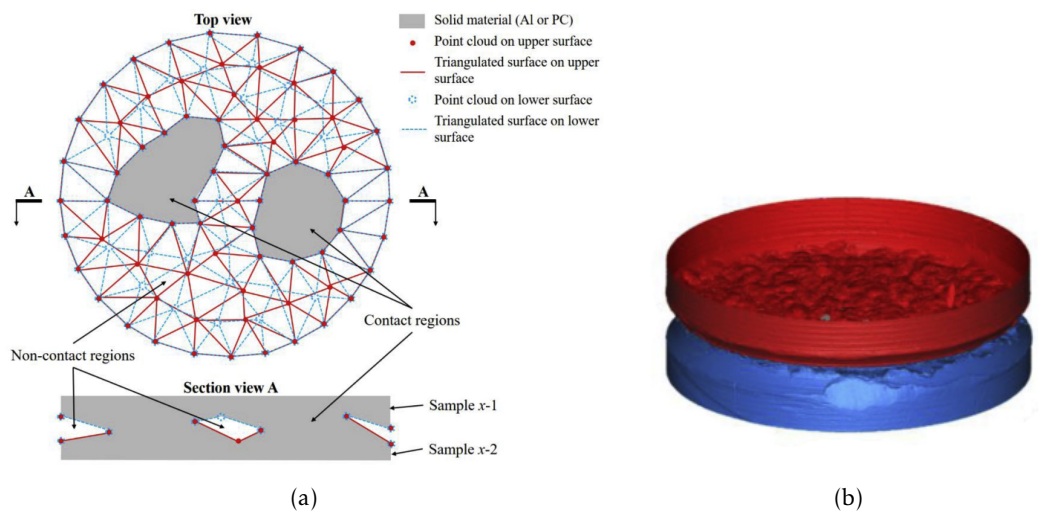 Top view
Solid material (Al or PC)
Point cloud on upper surface
Triangulated surface on upper
surface
Point cloud on lower surface
Triangulated surface on lower
surface
A
A
Contact regions
Non-contact regions
Section view A
Sample x-1
Sample x-2
(a)
(b)